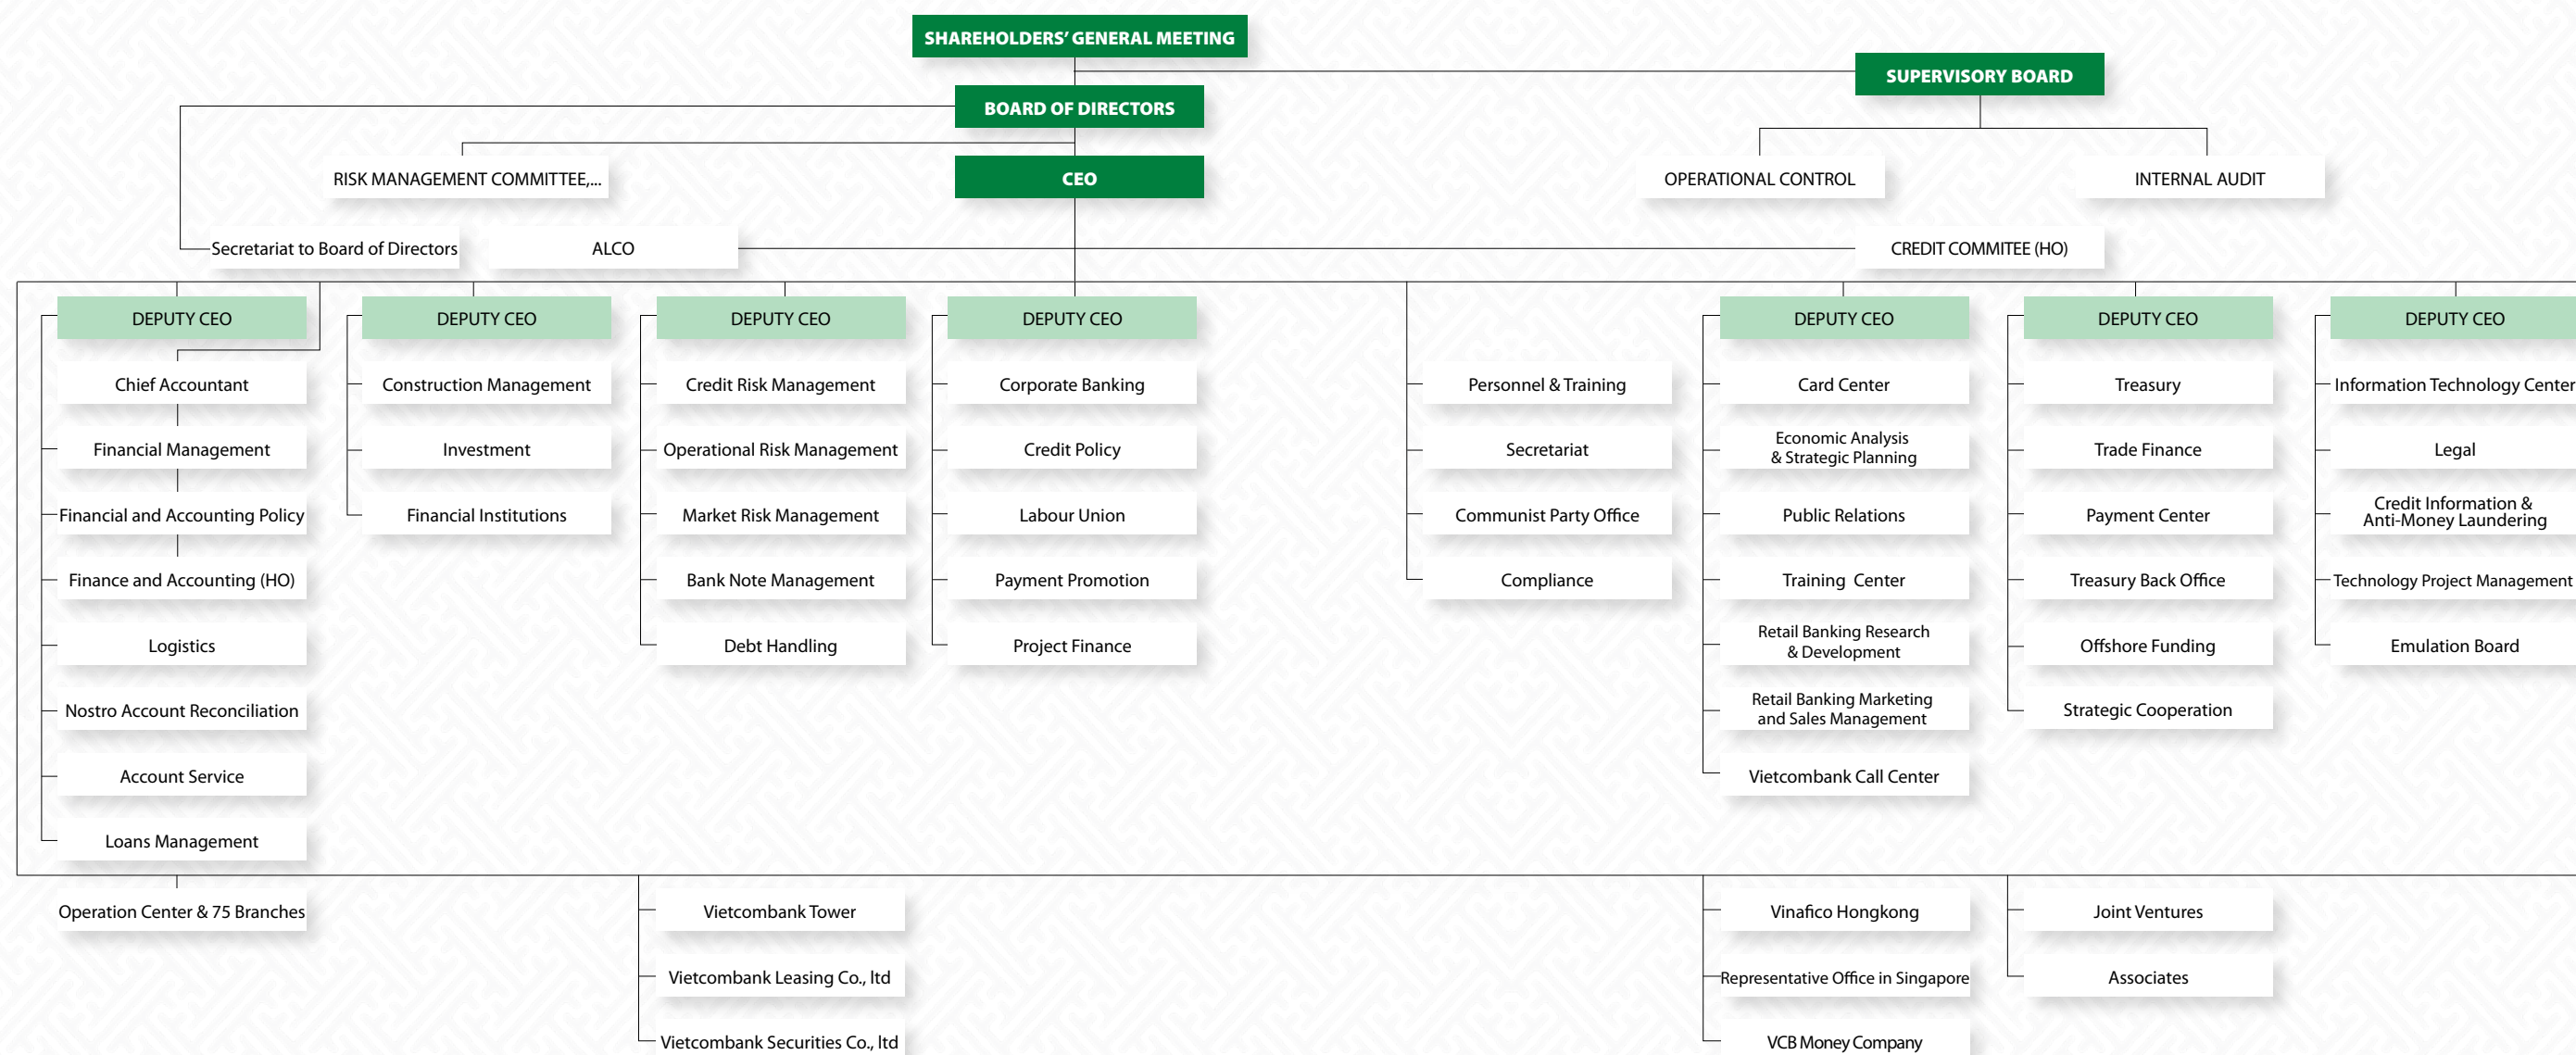 SHAREHOLDERS' GENERAL MEETING
SUPERVISORY BOARD
BOARD OF DIRECTORS
RISK MANAGEMENT COMMITTEE,...
CEO
OPERATIONAL CONTROL
INTERNAL AUDIT
Secretariat to Board of Directors
ALCO
CREDIT COMMITEE (HO)
DEPUTY CEO
Chief Accountant
Financial Management
Financial and Accounting Policy
Finance and Accounting (HO)
Logistics
Nostro Account Reconciliation
Account Service
Loans Management
DEPUTY CEO
Construction Management
Investment
Financial Institutions
DEPUTY CEO
Credit Risk Management
Operational Risk Management
Market Risk Management
Bank Note Management
Debt Handling
DEPUTY CEO
Corporate Banking
Credit Policy
Labour Union
Payment Promotion
Project Finance
Personnel & Training
Secretariat
Communist Party Office
Compliance
DEPUTY CEO
Card Center
Economic Analysis
& Strategic Planning
Public Relations
Training Center
Retail Banking Research
& Development
Retail Banking Marketing
and Sales Management
Vietcombank Call Center
DEPUTY CEO
Treasury
Trade Finance
Payment Center
Treasury Back Office
Offshore Funding
Strategic Cooperation
DEPUTY CEO
Information Technology Center
Legal
Credit Information &
Anti-Money Laundering
Technology Project Management
Emulation Board
Operation Center & 75 Branches
Vietcombank Tower
Vietcombank Leasing Co., ltd
Vietcombank Securities Co., ltd
Vinafico Hongkong
Representative Office in Singapore
VCB Money Company
Joint Ventures
Associates